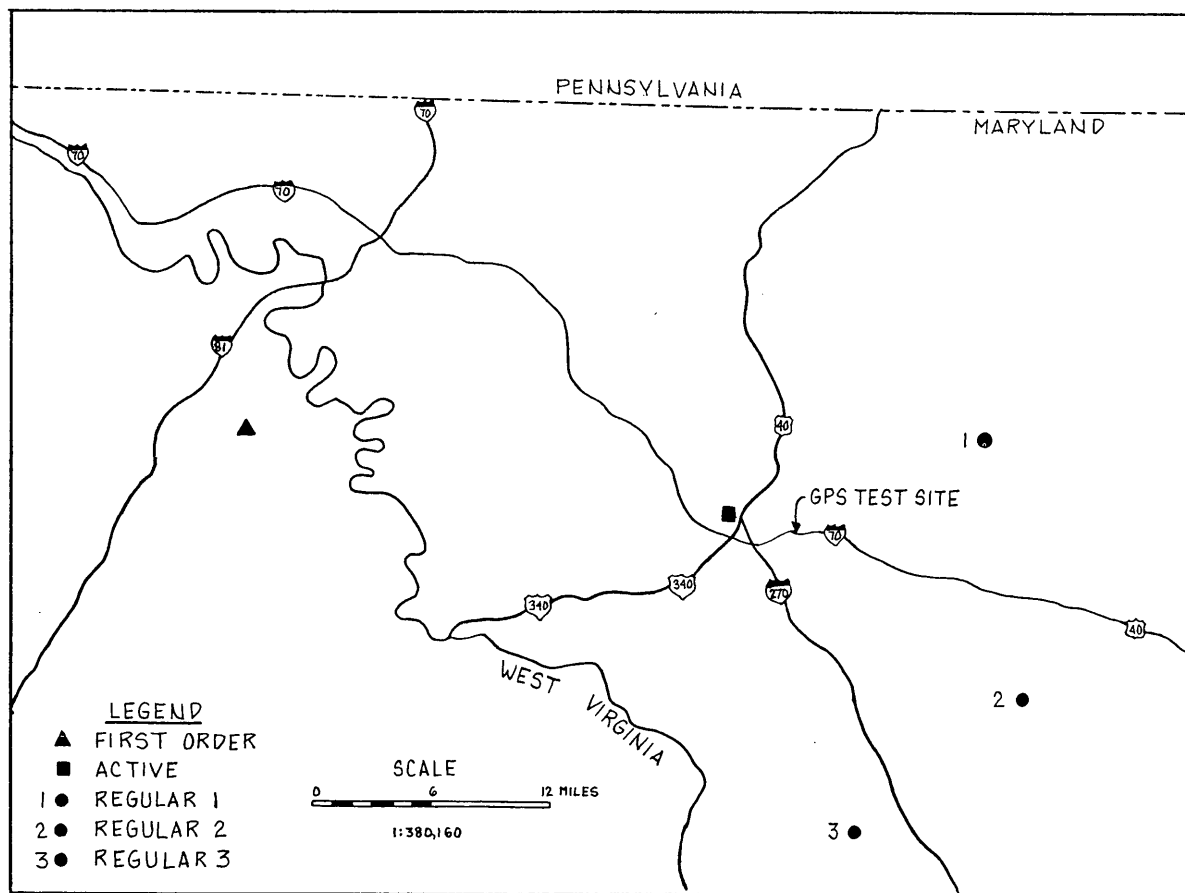 PENNSYLVANIA
MARYLAND
70
70
70
81
40
1
GPS TEST SITE
70
340
340
270
40
WEST VIRGINIA
2
3
LEGEND
FIRST ORDER
ACTIVE
1 REGULAR 1
2 REGULAR 2
3 REGULAR 3
SCALE
0 6 12 MILES
1:380,160